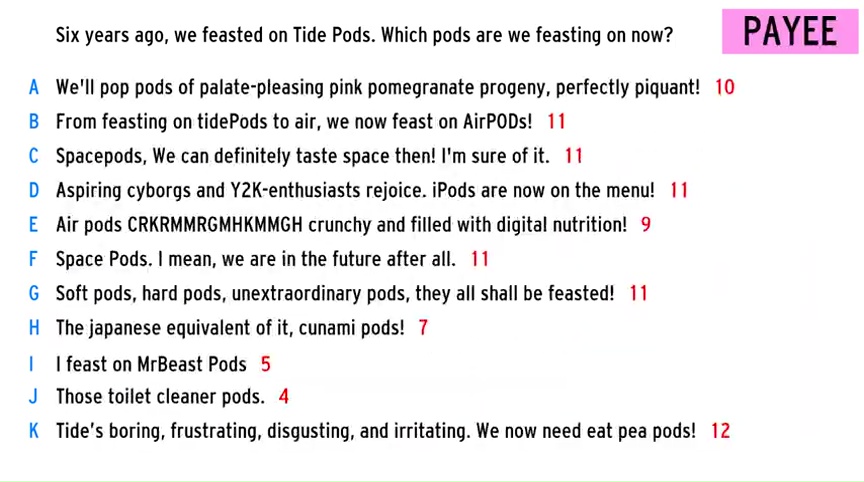 Six years ago, we feasted on Tide Pods. Which pods are we feasting on now?
PAYEE
A We'll pop pods of palate-pleasing pink pomegranate progeny, perfectly piquant! 10
B From feasting on tidePods to air, we now feast on AirPODs! 11
C Spacepods, We can definitely taste space then! I'm sure of it. 11
D Aspiring cyborgs and Y2K-enthusiasts rejoice. iPods are now on the menu! 11
E Air pods CRKRMMRGMHKMMGH crunchy and filled with digital nutrition! 9
F Space Pods. I mean, we are in the future after all. 11
G Soft pods, hard pods, unextraordinary pods, they all shall be feasted! 11
H The japanese equivalent of it, cunami pods! 7
I I feast on MrBeast Pods 5
J Those toilet cleaner pods. 4
K Tide's boring, frustrating, disgusting, and irritating. We now need eat pea pods! 12